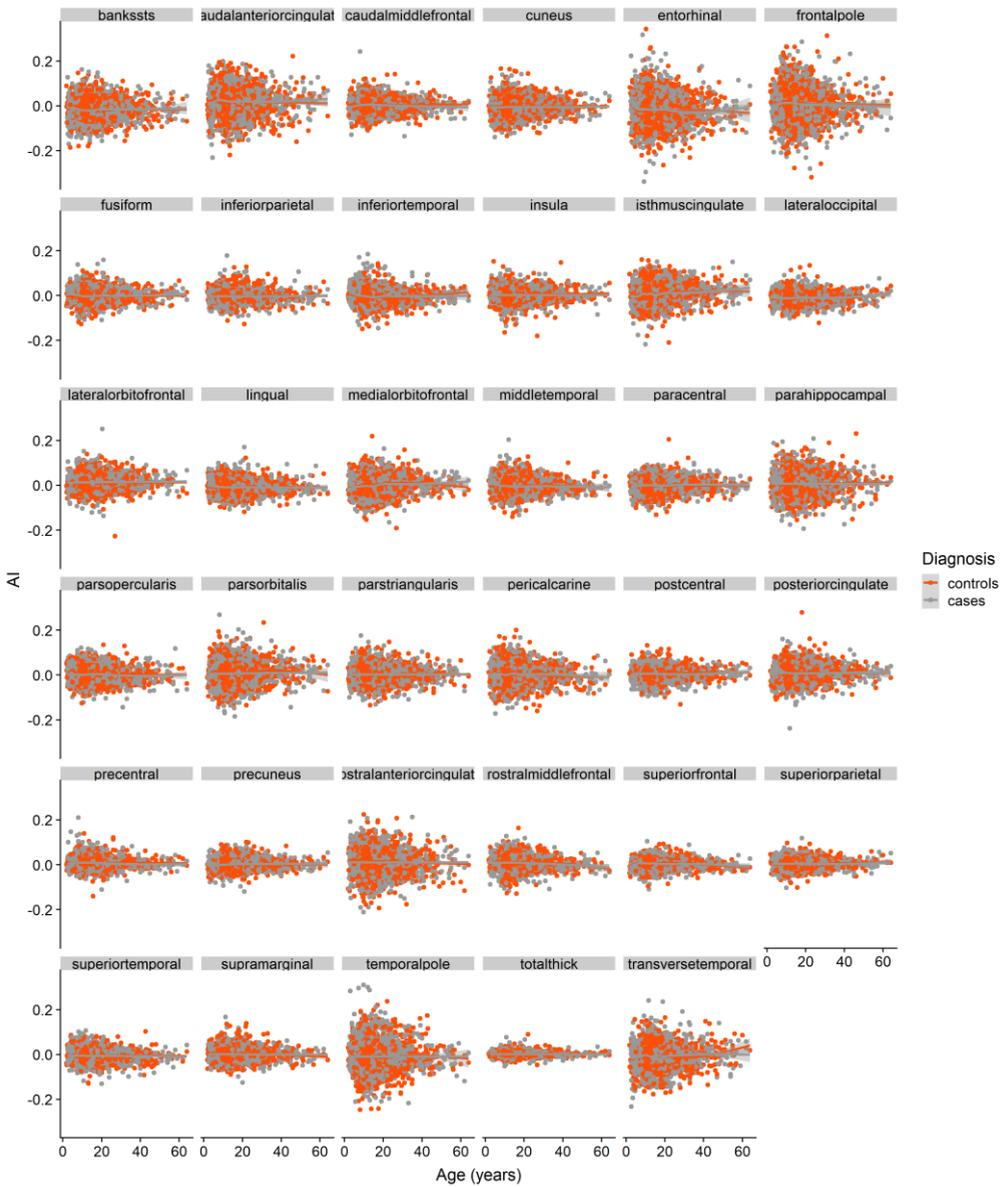 bankssts audalanteriorcingulat caudalmiddlefrontal cuneus entorhinal frontalpole
0.2
0.0
-0.2
fusiform inferiorparietal inferiortemporal insula isthmuscingulate lateraloccipital
0.2
0.0
-0.2
lateralorbitofrontal lingual medialorbitofrontal middletemporal paracentral parahippocampal
0.2
0.0
-0.2
AI
Diagnosis
controls
cases
parsopercularis parsorbitalis parstriangularis pericalcarine postcentral posteriorcingulate
0.2
0.0
-0.2
precentral precuneus ostralanteriorcingulat rostralmiddlefrontal superiorfrontal superiorparietal
0.2
0.0
-0.2
0 20 40 60
superiortemporal supramarginal temporalpole totalthick transversetemporal
0.2
0.0
-0.2
0 20 40 60 0 20 40 60 0 20 40 60 0 20 40 60 0 20 40 60
Age (years)